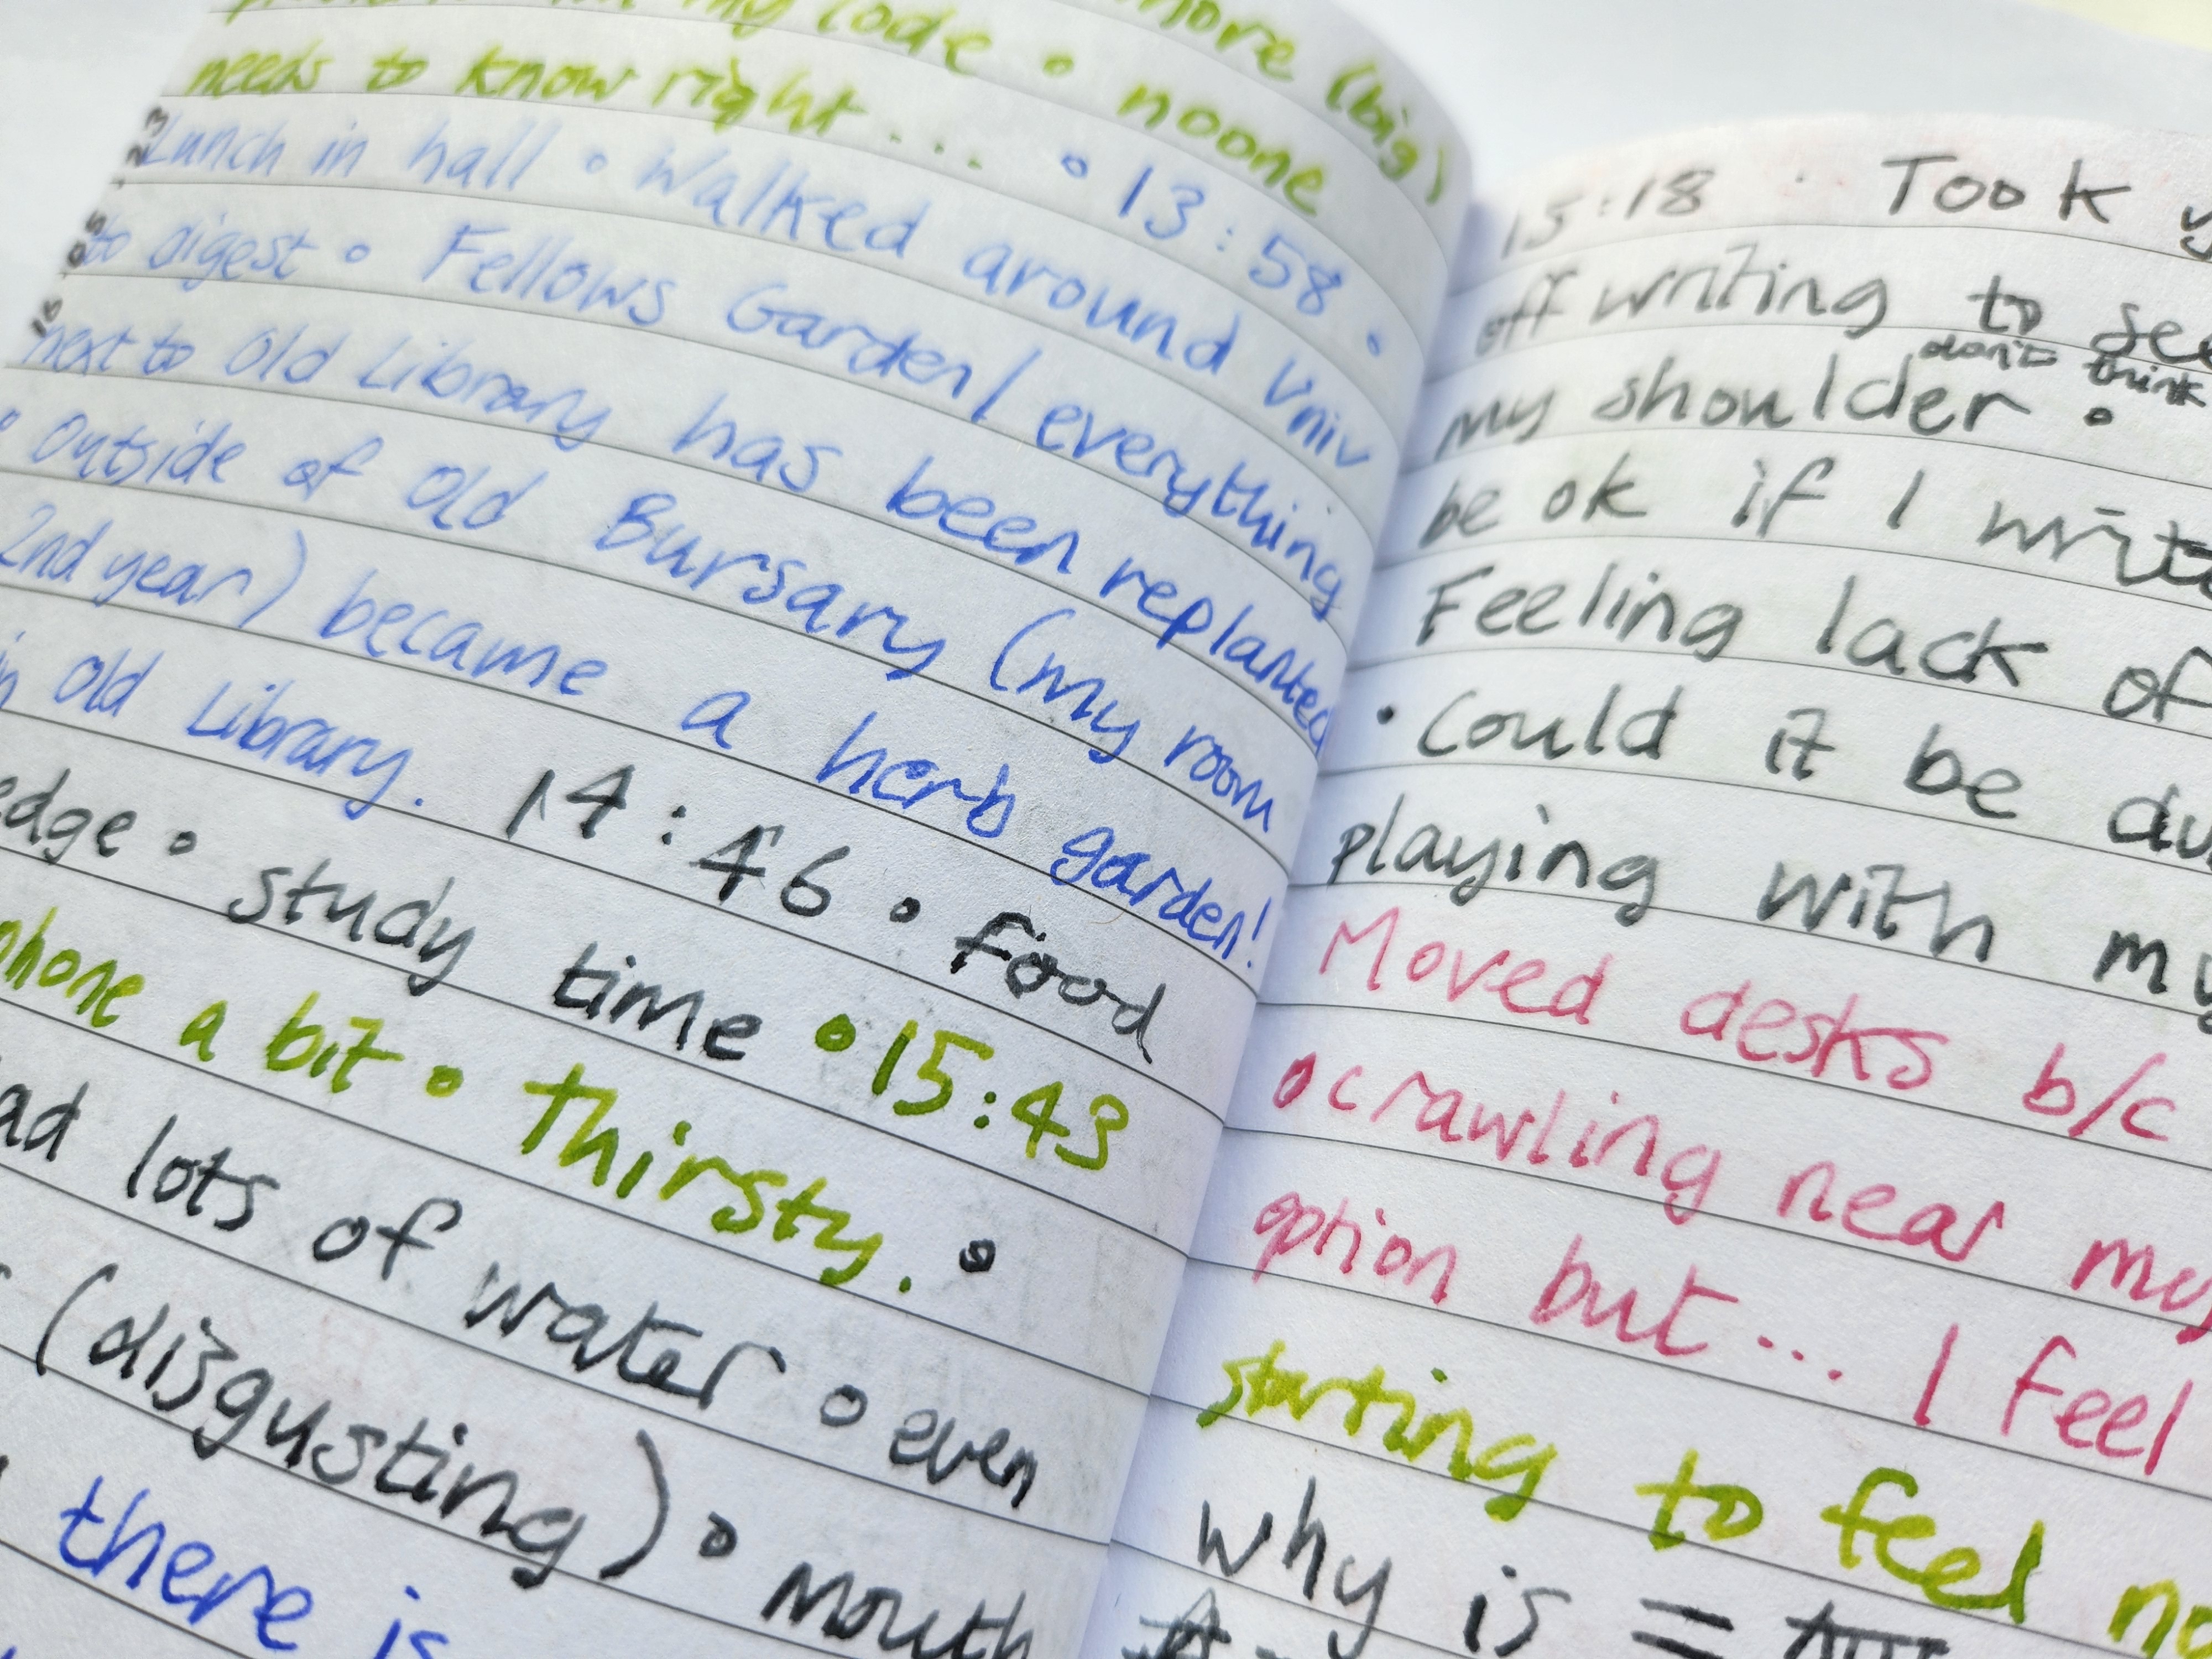 my code • noone
more (big)
needs to know right... • 13:58 •
Lunch in hall • Walked around Univ
to digest • Fellows Garden/everything
next to Old Library has been replanted
• Outside of Old Bursary (my room
2nd year) became a herb garden!
in Old Library. 14:46 • food
edge • study time • 15:43
phone a bit • thirsty. •
ad lots of water • even
(disgusting) • mouth
there is
05.23
15:18 · Took
off writing to see
my shoulder •
don't think
be ok if I write
Feeling lack of
• Could it be du
playing with my
Moved desks b/c
• crawling near my
option but... I feel
starting to feel no
why is =